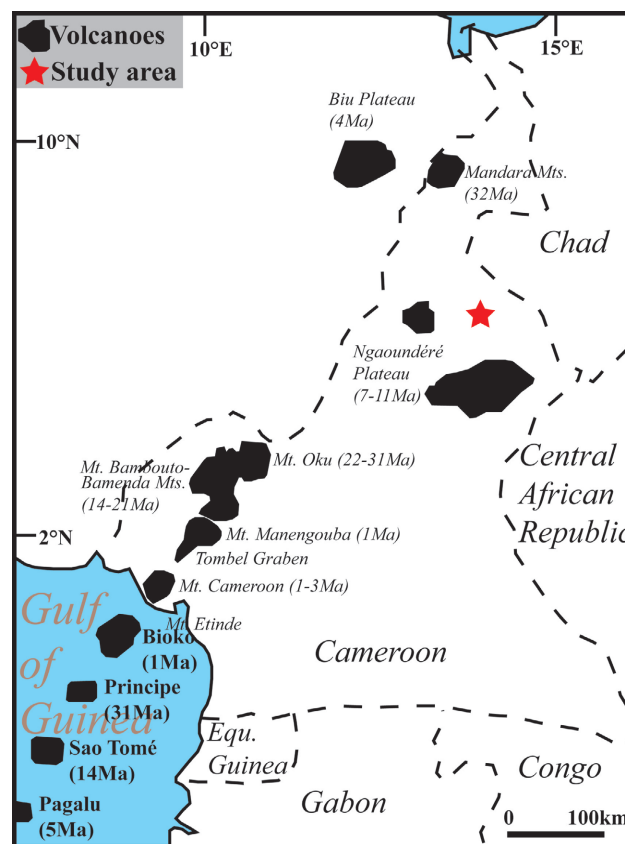 Volcanoes
Study area
10°E
15°E
Biu Plateau
(4Ma)
10°N
Mandara Mts.
(32Ma)
Chad
Ngaoundéré
Plateau
(7-11Ma)
Mt. Oku (22-31Ma)
Mt. Bambouto-
Bamenda Mts.
(14-21Ma)
Central
African
Republic
2°N
Mt. Manengouba (1Ma)
Tombel Graben
Mt. Cameroon (1-3Ma)
Mt. Etinde
Gulf
of
Guinea
Bioko
(1Ma)
Cameroon
Principe
(31Ma)
Equ.
Guinea
Sao Tomé
(14Ma)
Congo
Gabon
Pagalu
(5Ma)
0 100km